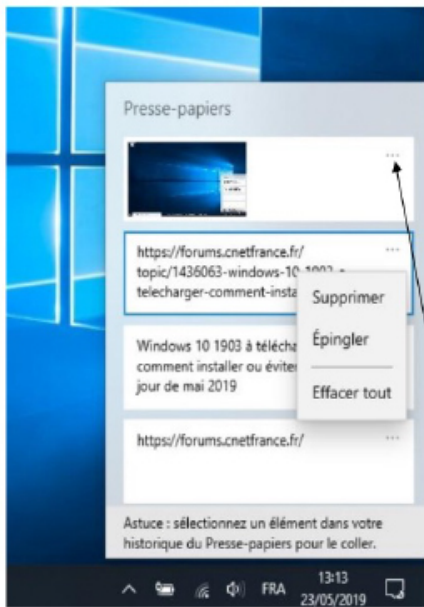 Presse-papiers
https://forums.cnetfrance.fr/
topic/1436063-windows-10-1903-a
telecharger-comment-insta
Supprimer
Épingler
Effacer tout
Windows 10 1903 à télécha
comment installer ou éviter
jour de mai 2019
https://forums.cnetfrance.fr/
Astuce : sélectionnez un élément dans votre
historique du Presse-papiers pour le coller.
FRA
13:13
23/05/2019